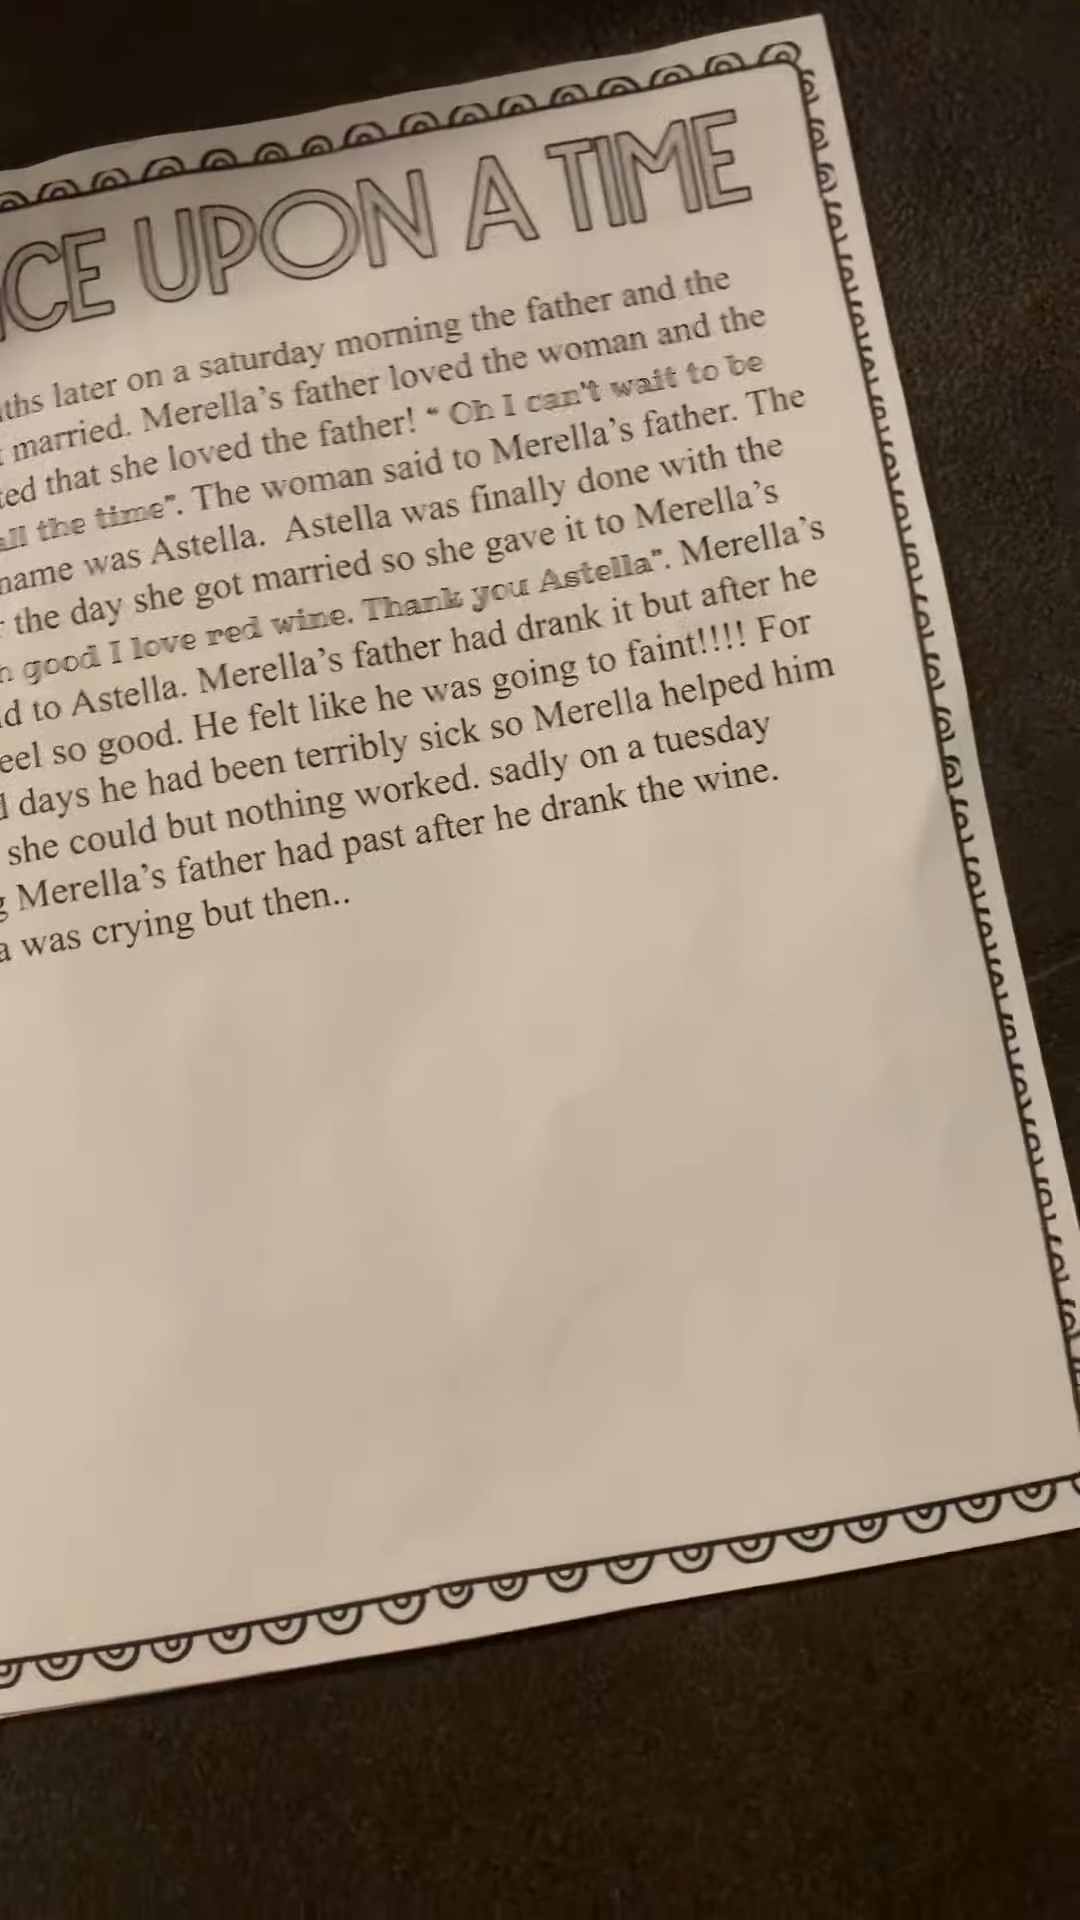 UPON A TIME
later on a saturday morning the father and the
married. Merella's father loved the woman and the
that she loved the father! " Oh I can't wait to be
all the time". The woman said to Merella's father. The
name was Astella. Astella was finally done with the
the day she got married so she gave it to Merella's
good I love red wine. Thank you Astella". Merella's
to Astella. Merella's father had drank it but after he
so good. He felt like he was going to faint!!!! For
days he had been terribly sick so Merella helped him
she could but nothing worked. sadly on a tuesday
Merella's father had past after he drank the wine.
was crying but then..